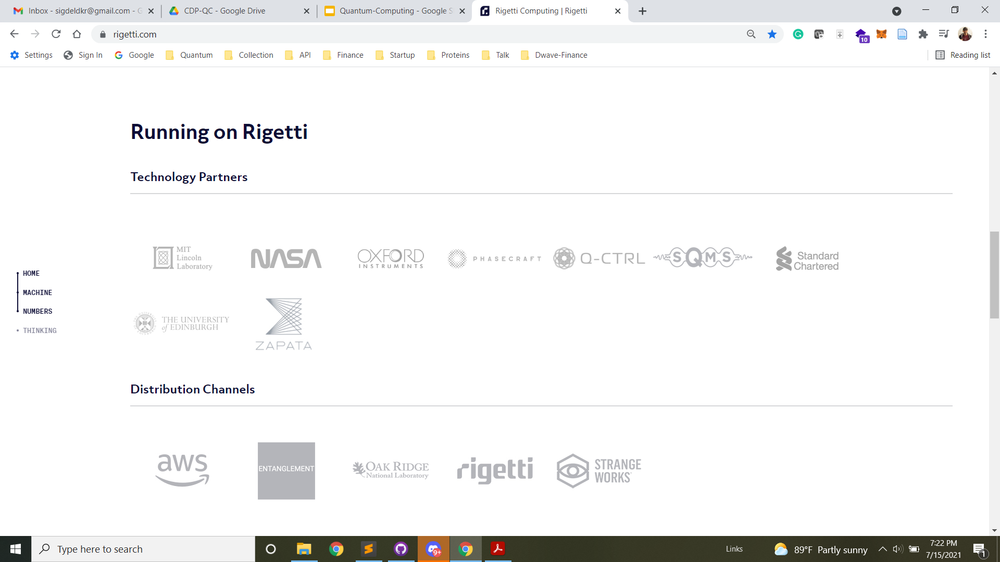 Inbox - sigdeldkr@gmail.com - G
CDP-QC - Google Drive
Quantum-Computing - Google S
Rigetti Computing | Rigetti
rigetti.com
10
Settings
Sign In
Google
Quantum
Collection
API
Finance
Startup
Proteins
Talk
Dwave-Finance
Reading list
Running on Rigetti
Technology Partners
MIT
Lincoln
Laboratory
NASA
OXFORD
INSTRUMENTS
PHASECRAFT
Q-CTRL
SQMS
Standard
Chartered
HOME
MACHINE
NUMBERS
THINKING
THE UNIVERSITY
of EDINBURGH
ZAPATA
Distribution Channels
aws
ENTANGLEMENT
OAK RIDGE
National Laboratory
rigetti
STRANGE
WORKS
Type here to search
9+
Links
89°F Partly sunny
7:22 PM
7/15/2021
1